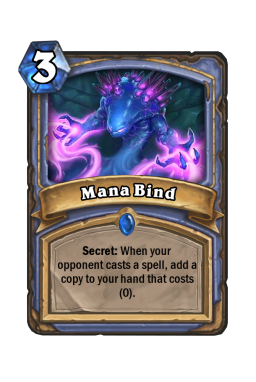 3
Mana Bind
Secret: When your
opponent casts a spell, add a
copy to your hand that costs
(0).